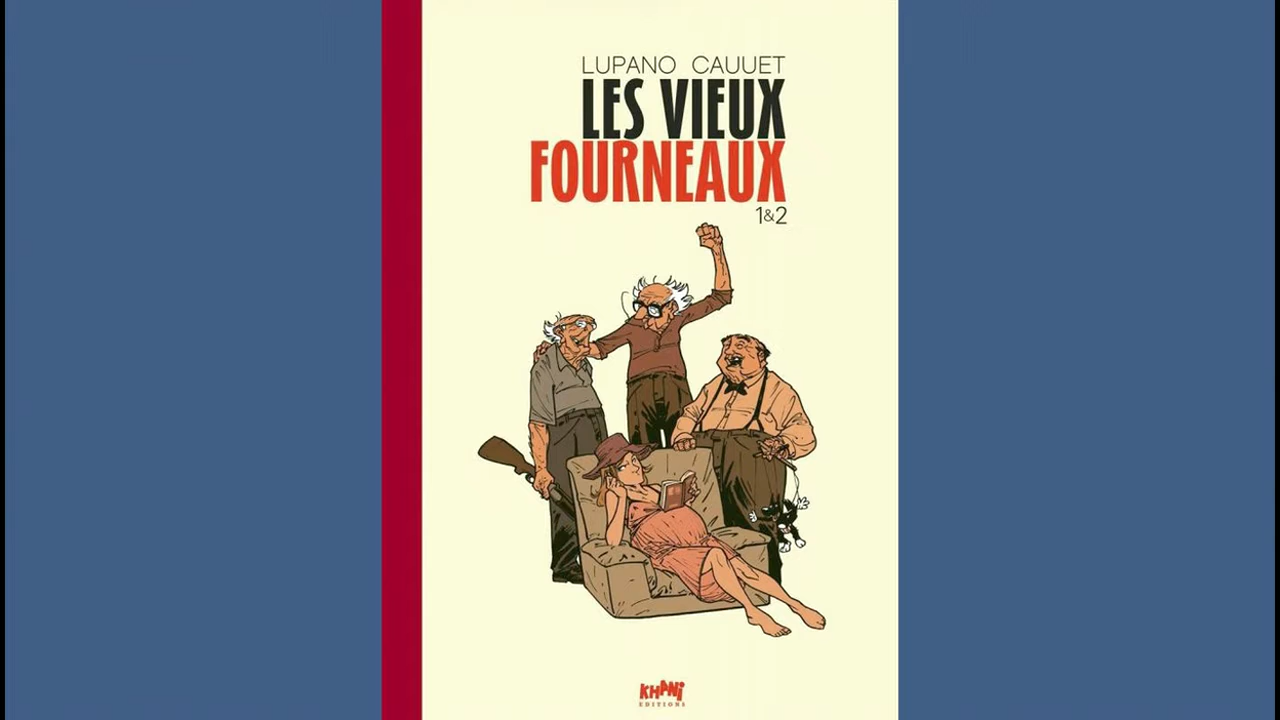 LUPANO CAUUET
LES VIEUX
FOURNEAUX
1&2
KHANI
EDITIONS